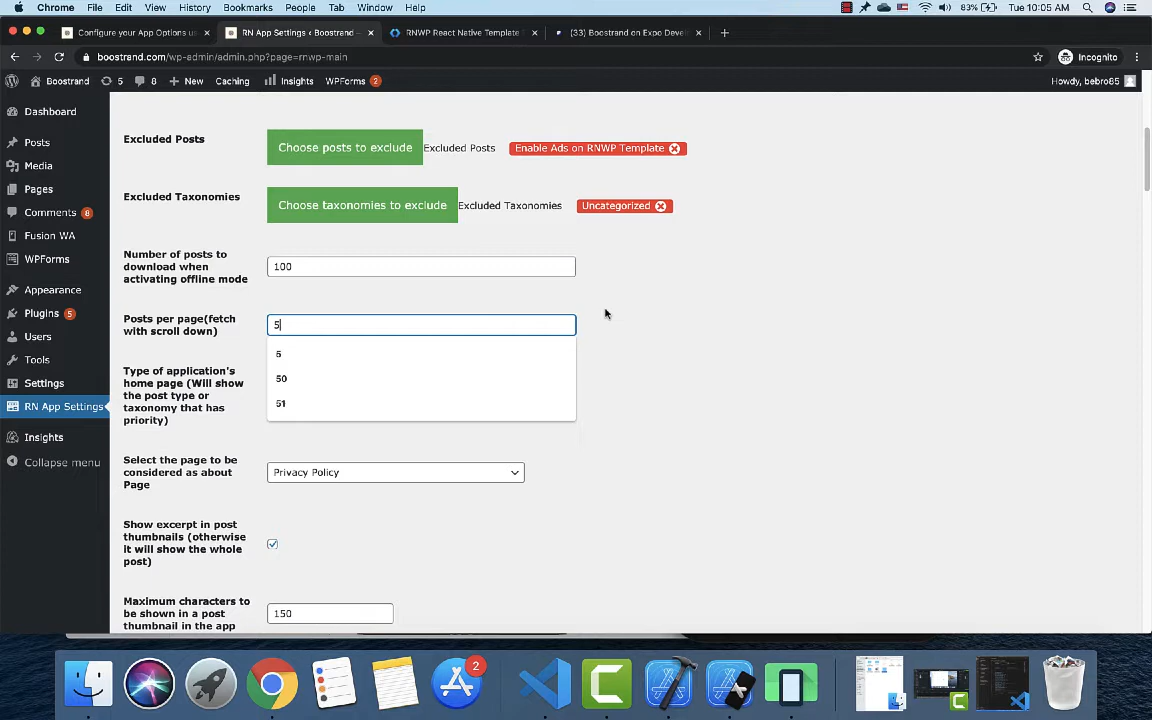 Chrome File Edit View History Bookmarks People Tab Window Help 83% Tue 10:05 AM
Configure your App Options u
RN App Settings ‹ Boostrand –
RNWP React Native Template
(33) Boostrand on Expo Devel
boostrand.com/wp-admin/admin.php?page=rnwp-main
Incognito
Boostrand 5 8 New Caching Insights WPForms 2
Howdy, bebro85
Dashboard
Posts
Media
Pages
Comments 8
Fusion WA
WPForms
Appearance
Plugins 5
Users
Tools
Settings
RN App Settings
Insights
Collapse menu
Excluded Posts
Choose posts to exclude
Excluded Posts
Enable Ads on RNWP Template
Excluded Taxonomies
Choose taxonomies to exclude
Excluded Taxonomies
Uncategorized
Number of posts to
download when
activating offline mode
100
Posts per page(fetch
with scroll down)
5
5
50
51
Type of application's
home page (Will show
the post type or
taxonomy that has
priority)
Select the page to be
considered as about
Page
Privacy Policy
Show excerpt in post
thumbnails (otherwise
it will show the whole
post)
Maximum characters to
be shown in a post
thumbnail in the app
150
2